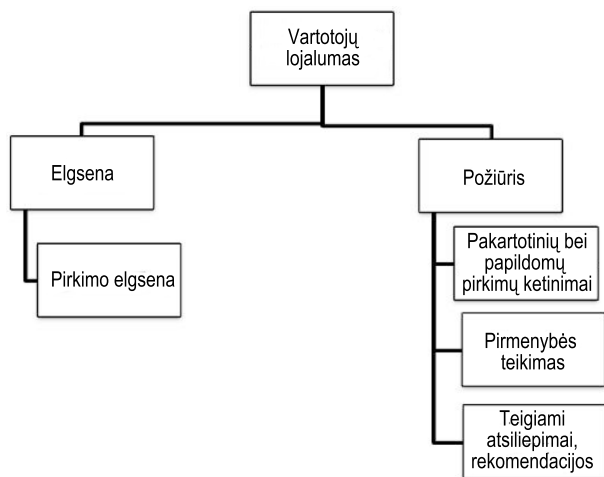 Vartotojų
lojalumas
Elgsena
Požiūris
Pirkimo elgsena
Pakartotinių bei
papildomų
pirkimų ketinimai
Pirmenybės
teikimas
Teigiami
atsiliepimai,
rekomendacijos